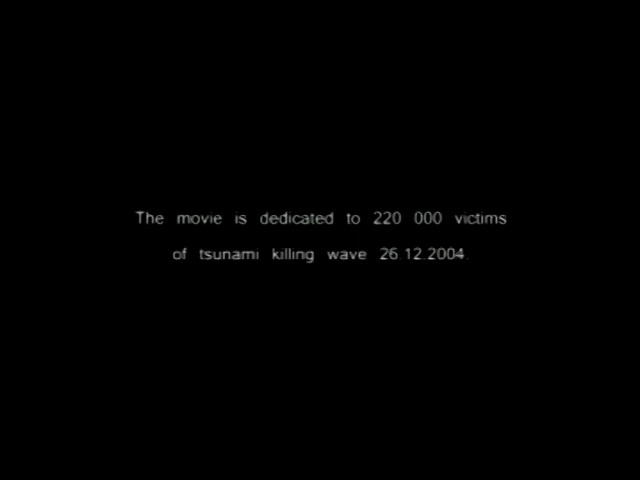 The movie is dedicated to 220 000 victims
of tsunami killing wave 26.12.2004.